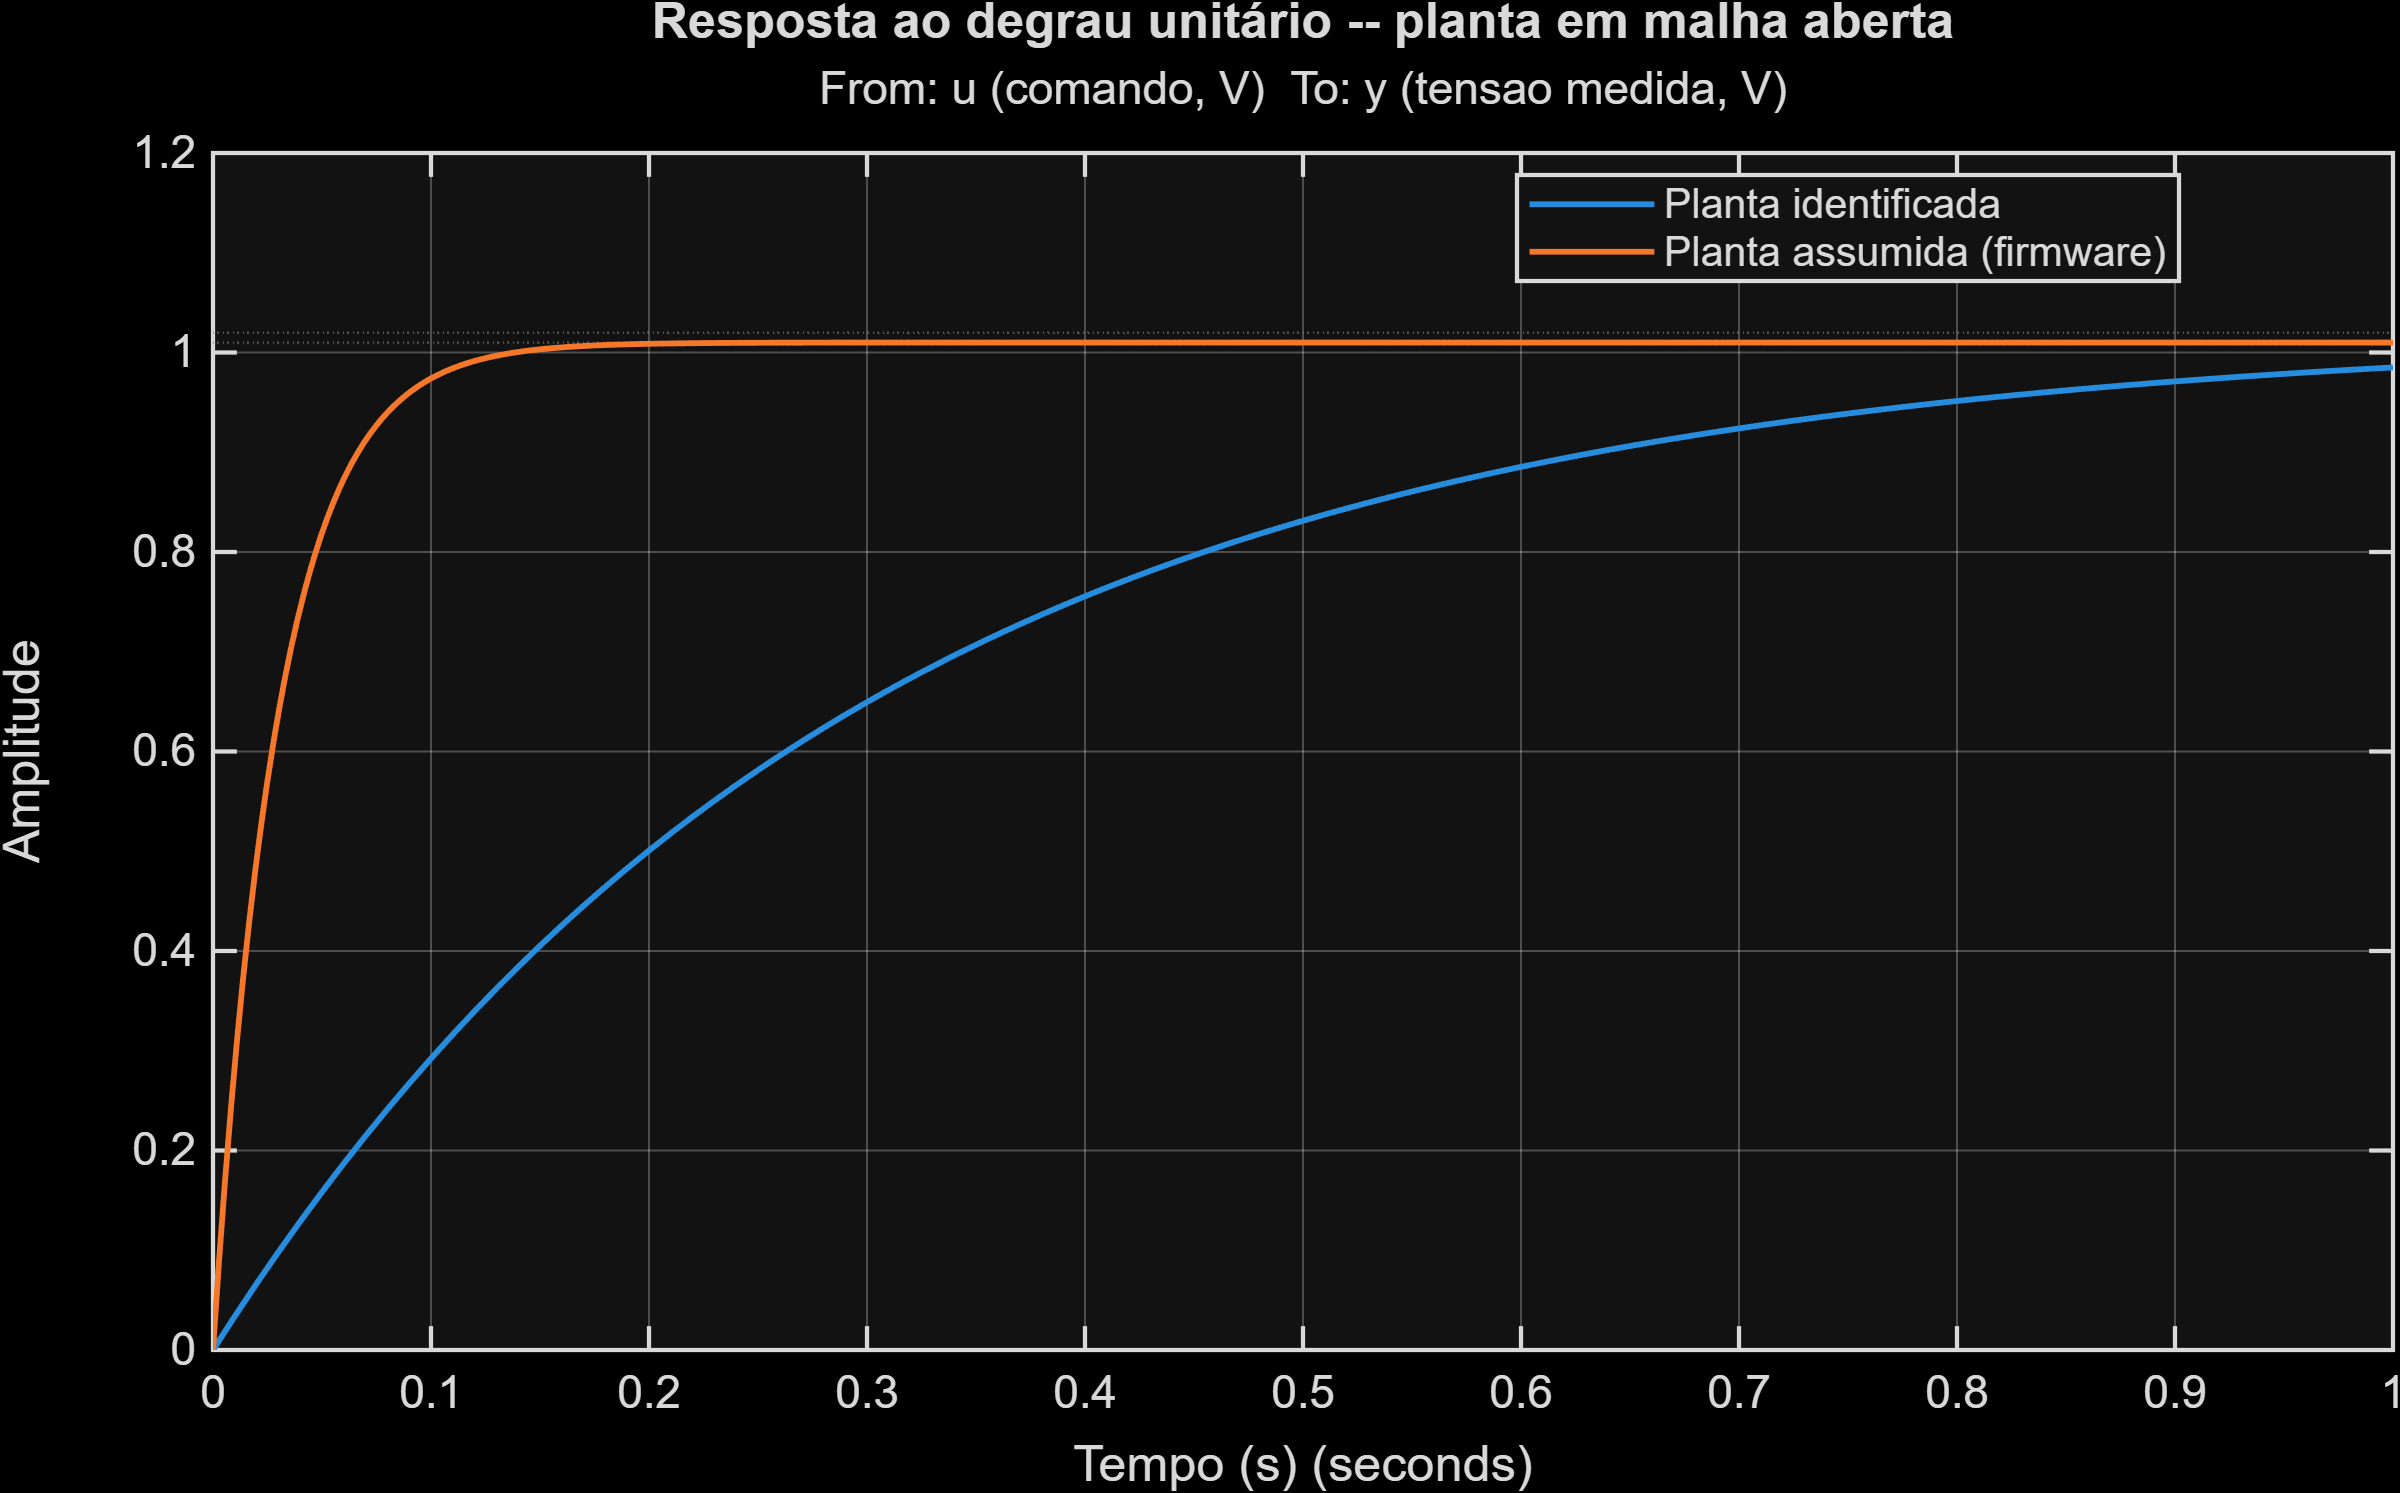 Resposta ao degrau unitário -- planta em malha aberta
From: u (comando, V)  To: y (tensao medida, V)
Planta identificada
Planta assumida (firmware)
Amplitude
1.2
1
0.8
0.6
0.4
0.2
0
0 0.1 0.2 0.3 0.4 0.5 0.6 0.7 0.8 0.9 1
Tempo (s) (seconds)